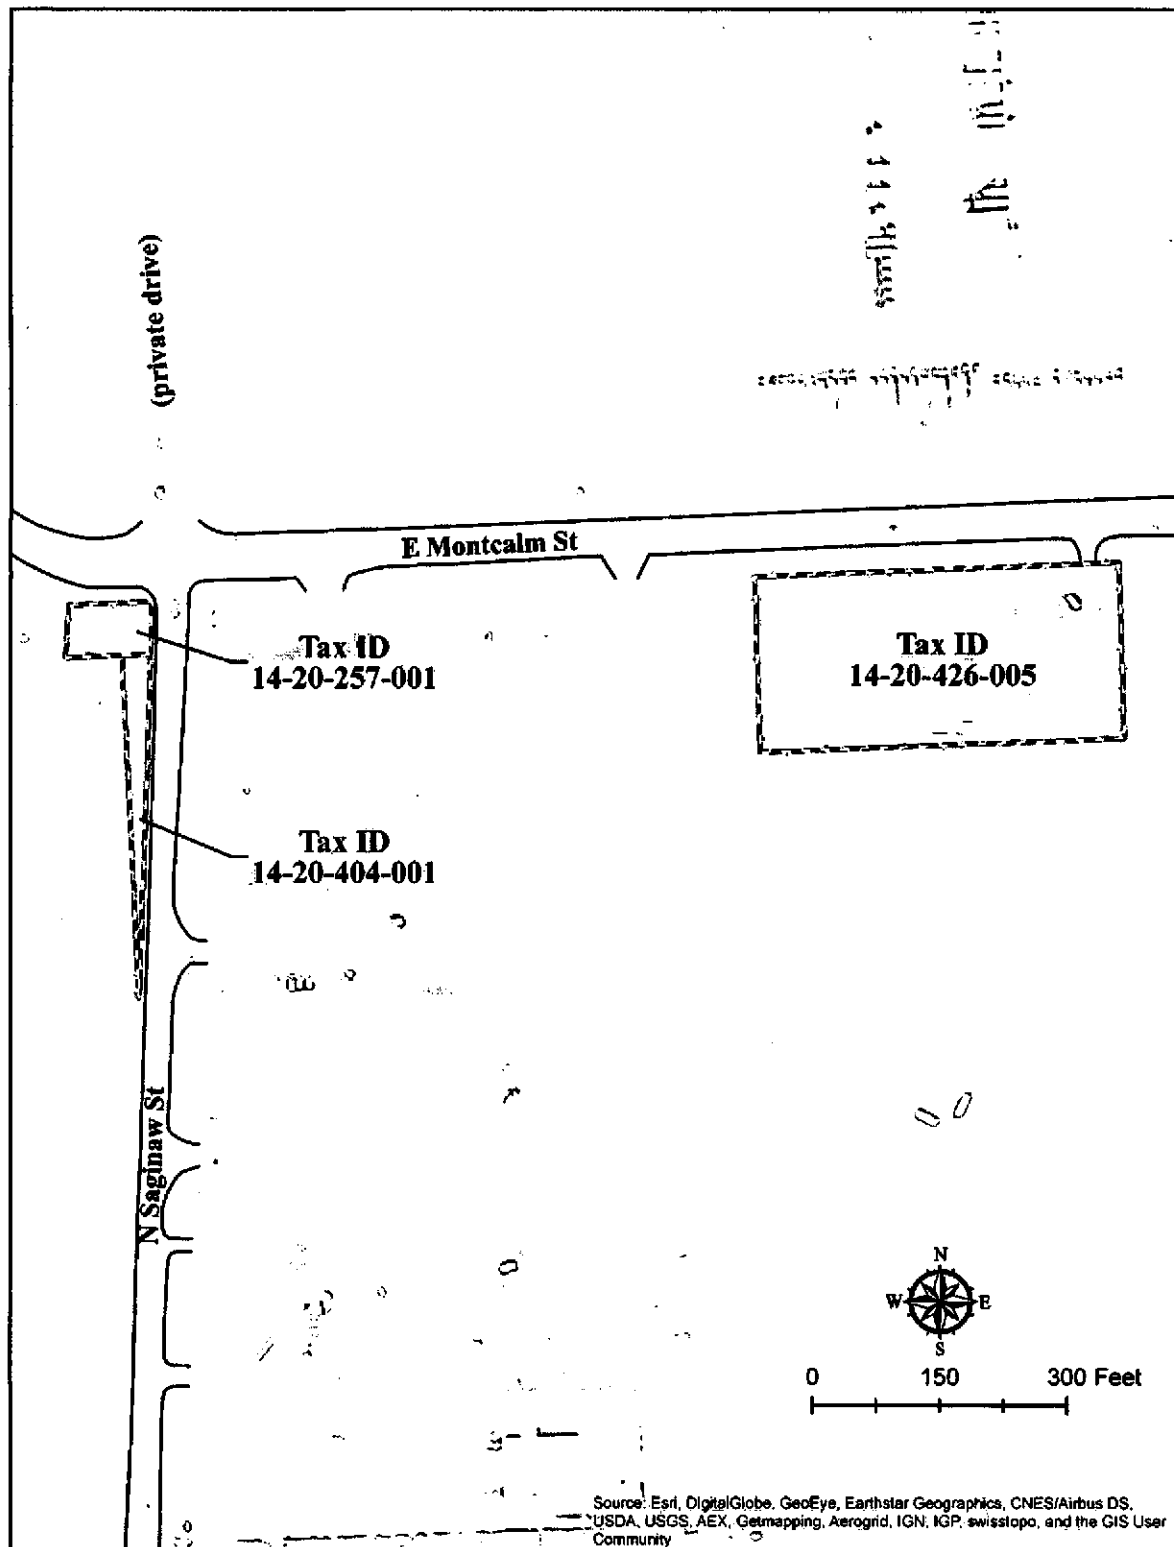 (private drive)
E Montcalm St
Tax ID
14-20-257-001
Tax ID
14-20-426-005
Tax ID
14-20-404-001
N Saginaw St
N
W E
S
0 150 300 Feet
Source: Esri, DigitalGlobe, GeoEye, Earthstar Geographics, CNES/Airbus DS,
USDA, USGS, AEX, Getmapping, Aerogrid, IGN, IGP, swisstopo, and the GIS User
Community